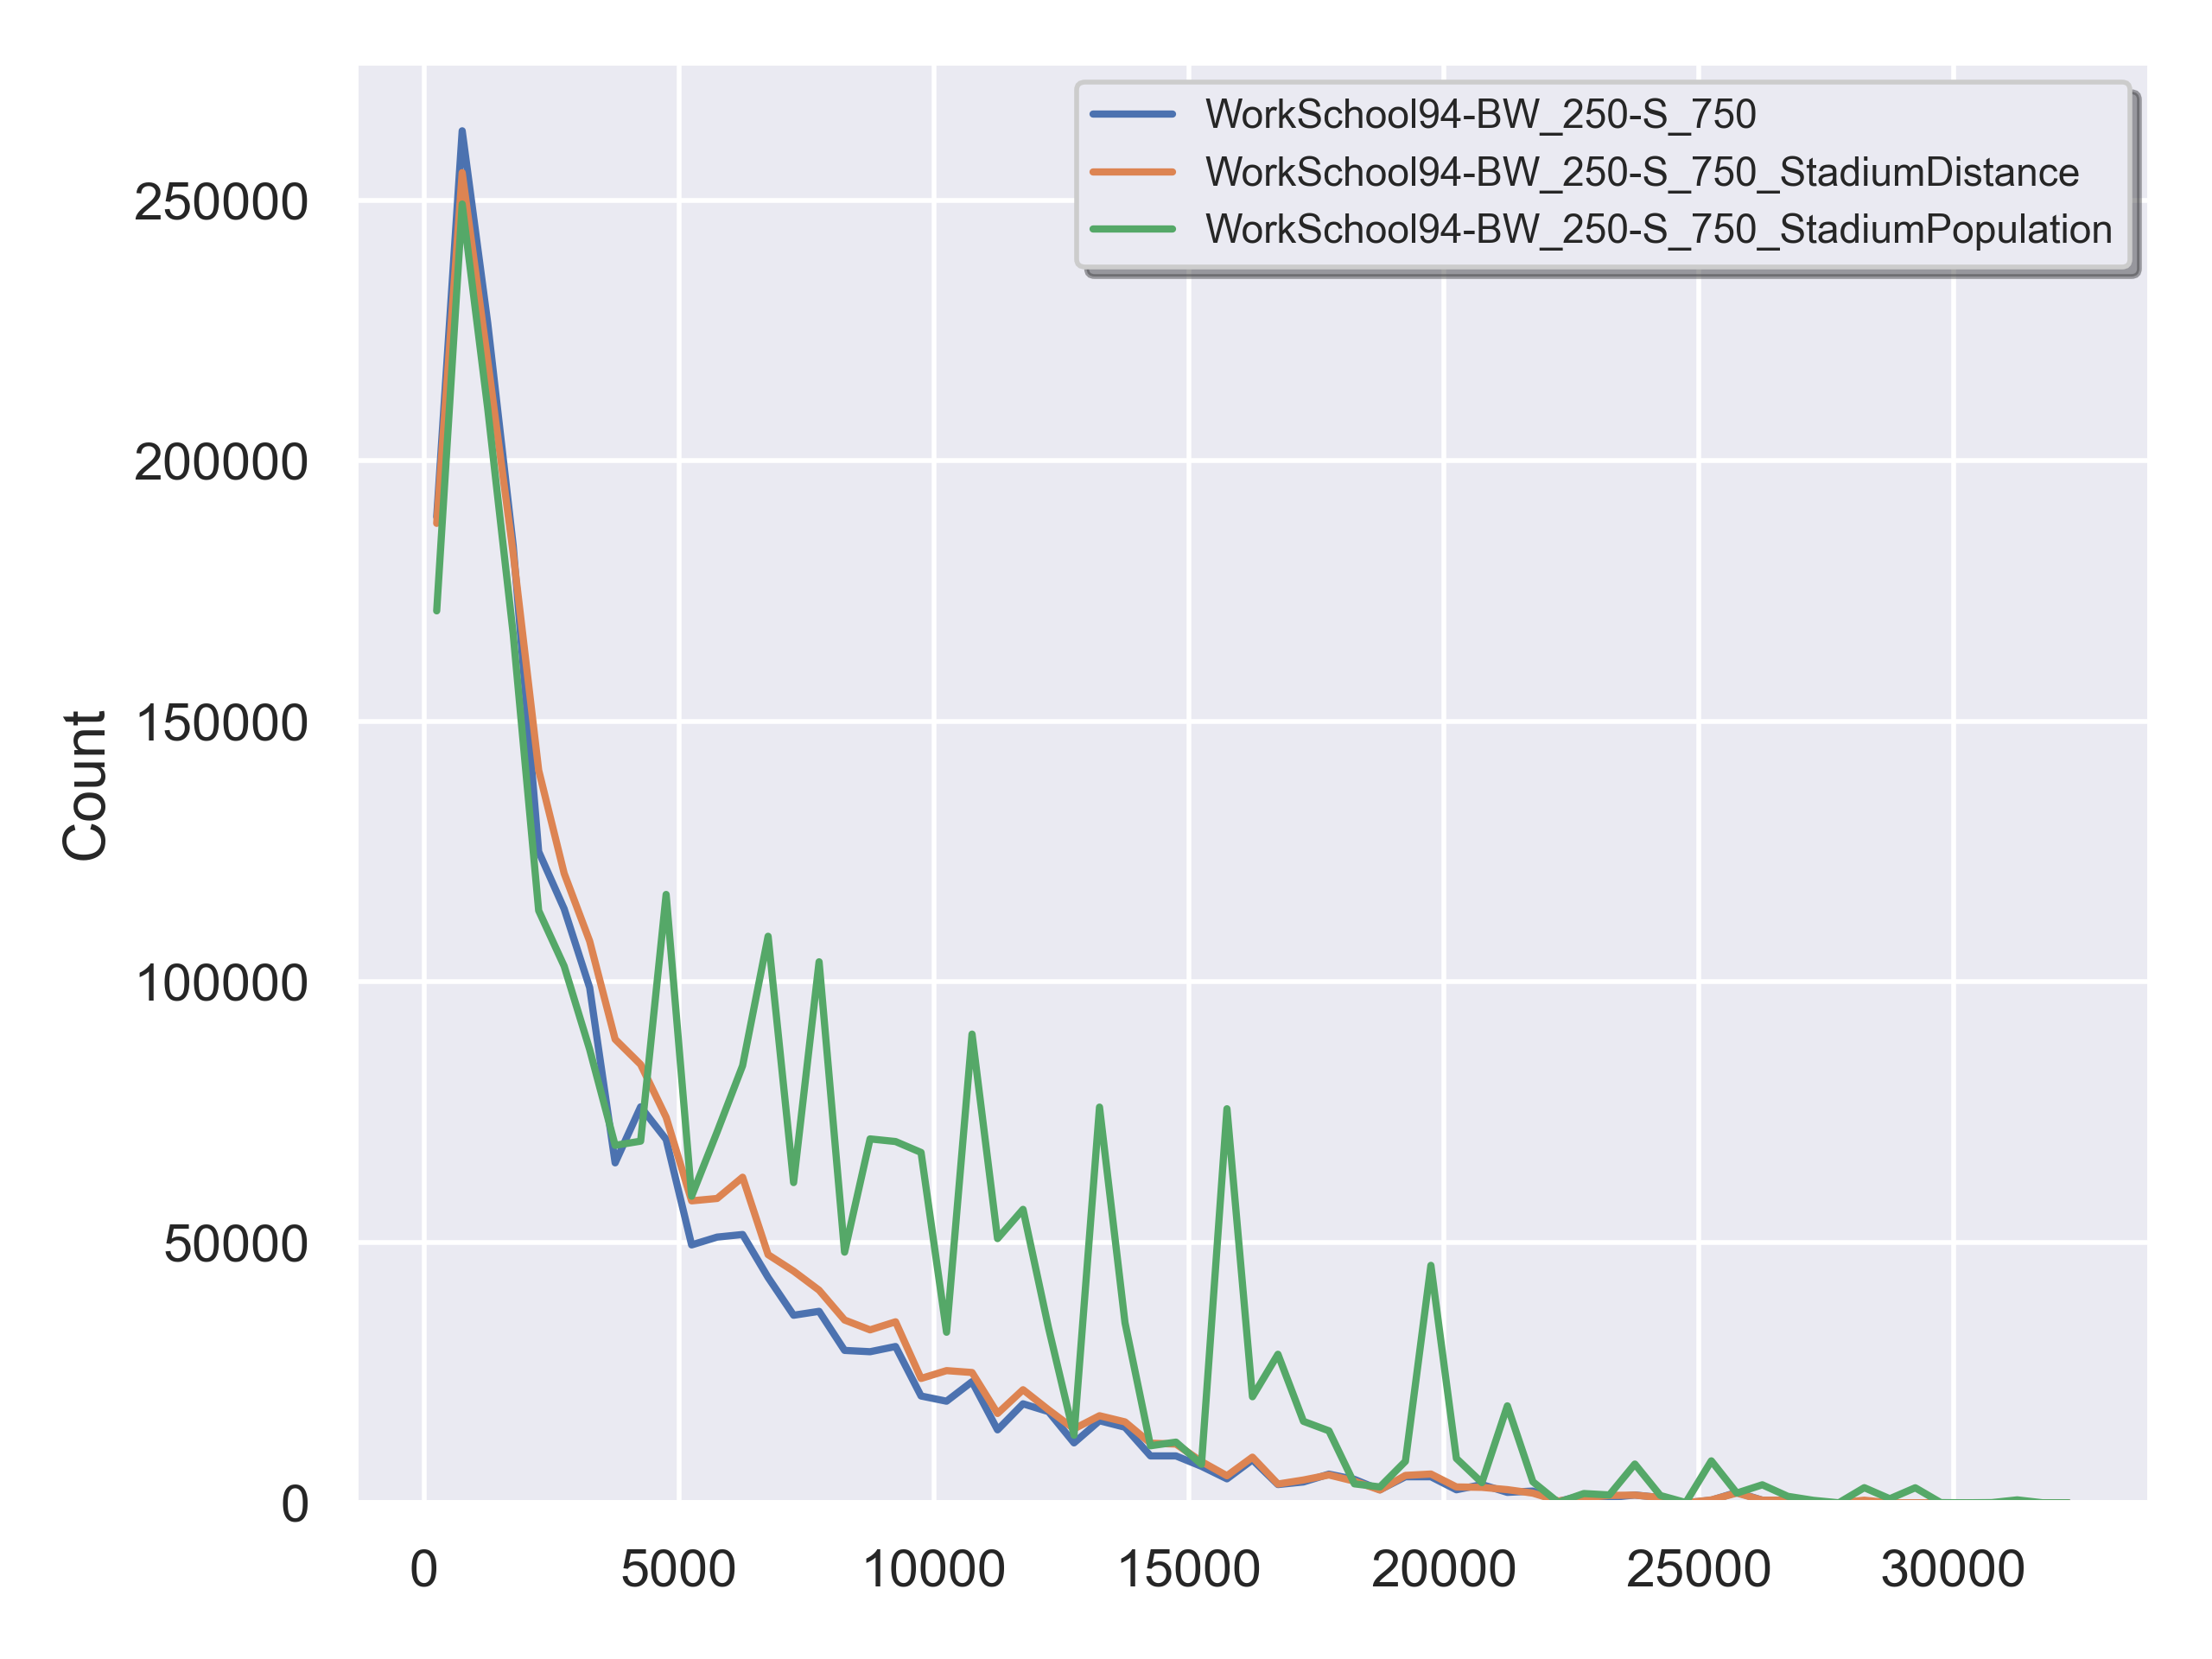 WorkSchool94-BW_250-S_750
WorkSchool94-BW_250-S_750_StadiumDistance
WorkSchool94-BW_250-S_750_StadiumPopulation
Count
250000
200000
150000
100000
50000
0
0 5000 10000 15000 20000 25000 30000